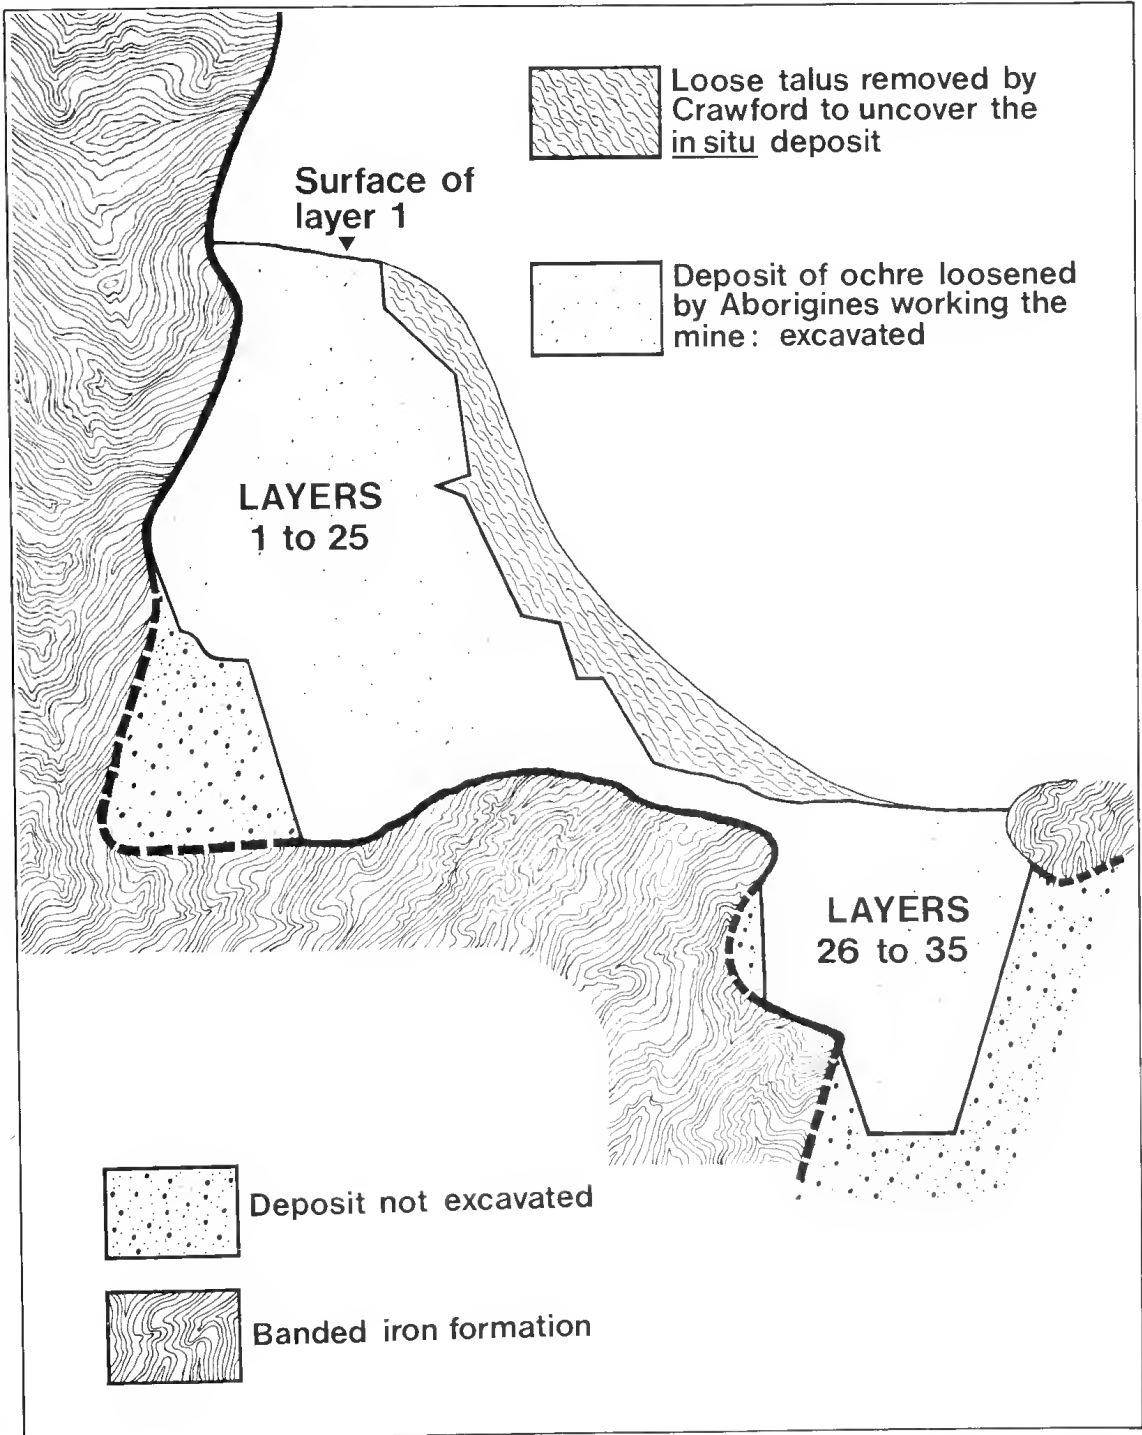 Loose talus removed by
Crawford to uncover the
in situ deposit
Surface of
layer 1
Deposit of ochre loosened
by Aborigines working the
mine: excavated
LAYERS
1 to 25
LAYERS
26 to 35
Deposit not excavated
Banded iron formation